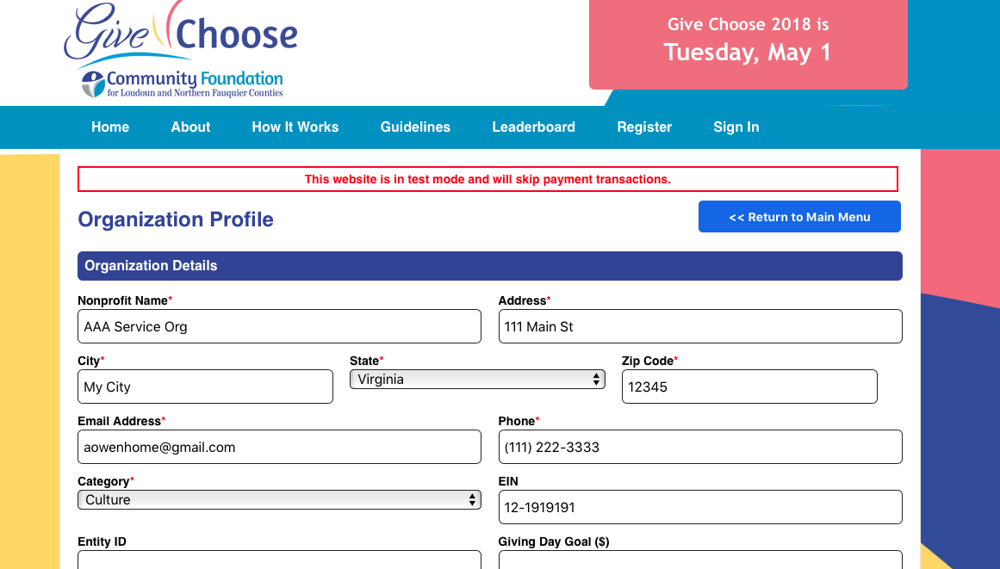 Give Choose
Community Foundation
for Loudoun and Northern Fauquier Counties
Give Choose 2018 is
Tuesday, May 1
Home About How It Works Guidelines Leaderboard Register Sign In
This website is in test mode and will skip payment transactions.
Organization Profile
<< Return to Main Menu
Organization Details
Nonprofit Name* Address*
AAA Service Org 111 Main St
City* State* Zip Code*
My City Virginia 12345
Email Address* Phone*
aowenhome@gmail.com (111) 222-3333
Category* EIN
Culture 12-1919191
Entity ID Giving Day Goal ($)